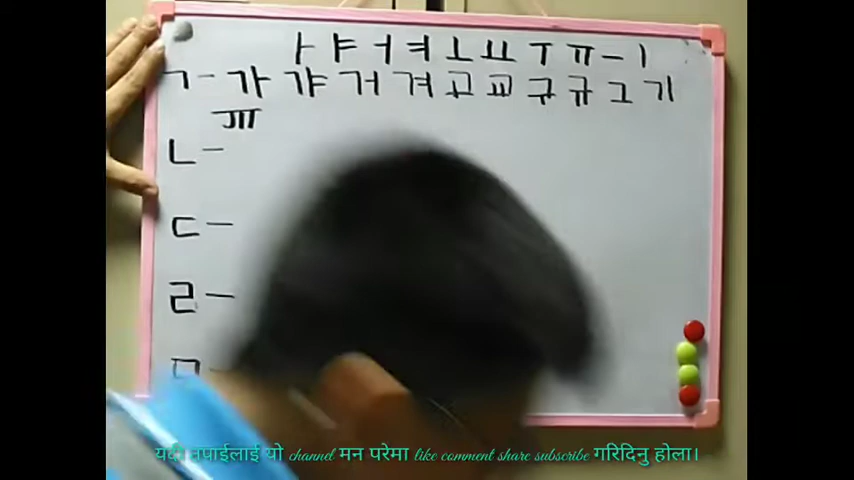 ㅏ ㅑ ㅓ ㅕ ㅗ ㅛ ㅜ ㅠ ㅡ ㅣ
ㄱ - 가 갸 거 겨 고 교 구 규 그 기
ㄴ -
ㄷ -
ㄹ -
ㅁ -
यदी तपाईलाई यो channel मन परेमा like comment share subscribe गरिदिनु होला।